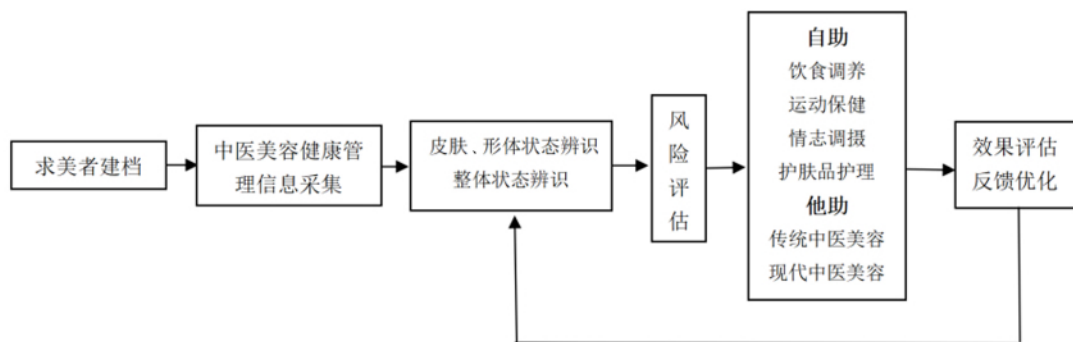 求美者建档
中医美容健康管
理信息采集
皮肤、形体状态辨识
整体状态辨识
风
险
评
估
自助
饮食调养
运动保健
情志调摄
护肤品护理
他助
传统中医美容
现代中医美容
效果评估
反馈优化